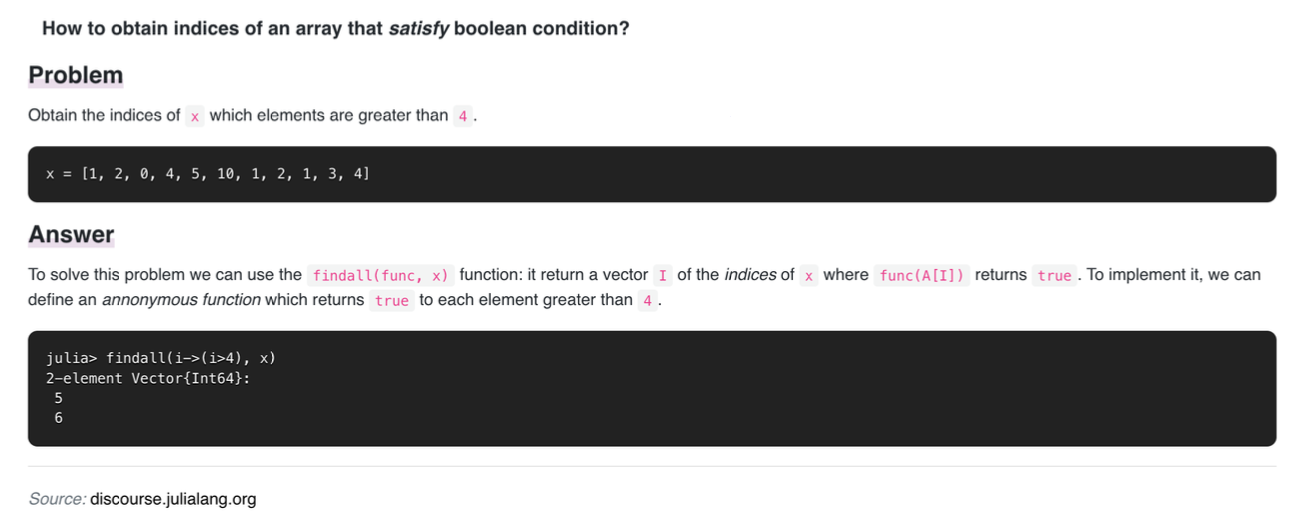 How to obtain indices of an array that satisfy boolean condition?
Problem
Obtain the indices of x which elements are greater than 4 .
x = [1, 2, 0, 4, 5, 10, 1, 2, 1, 3, 4]
Answer
To solve this problem we can use the findall(func, x) function: it return a vector I of the indices of x where func(A[I]) returns true . To implement it, we can
define an annonymous function which returns true to each element greater than 4 .
julia> findall(i->(i>4), x)
2-element Vector{Int64}:
5
6
Source: discourse.julialang.org